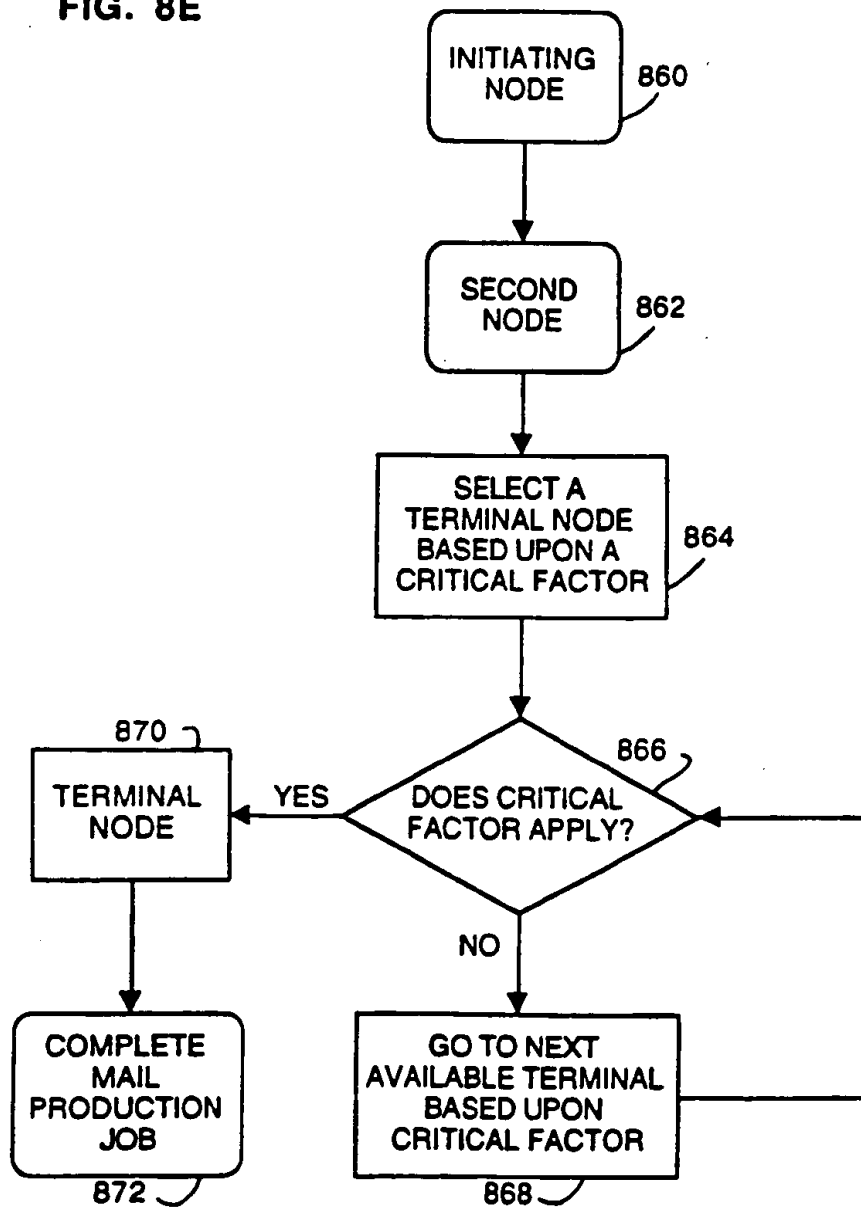 FIG. 8E
INITIATING
NODE
860
SECOND
NODE
862
SELECT A
TERMINAL NODE
BASED UPON A
CRITICAL FACTOR
864
870
866
TERMINAL
NODE
YES
DOES CRITICAL
FACTOR APPLY?
NO
COMPLETE
MAIL
PRODUCTION
JOB
GO TO NEXT
AVAILABLE TERMINAL
BASED UPON
CRITICAL FACTOR
872
868